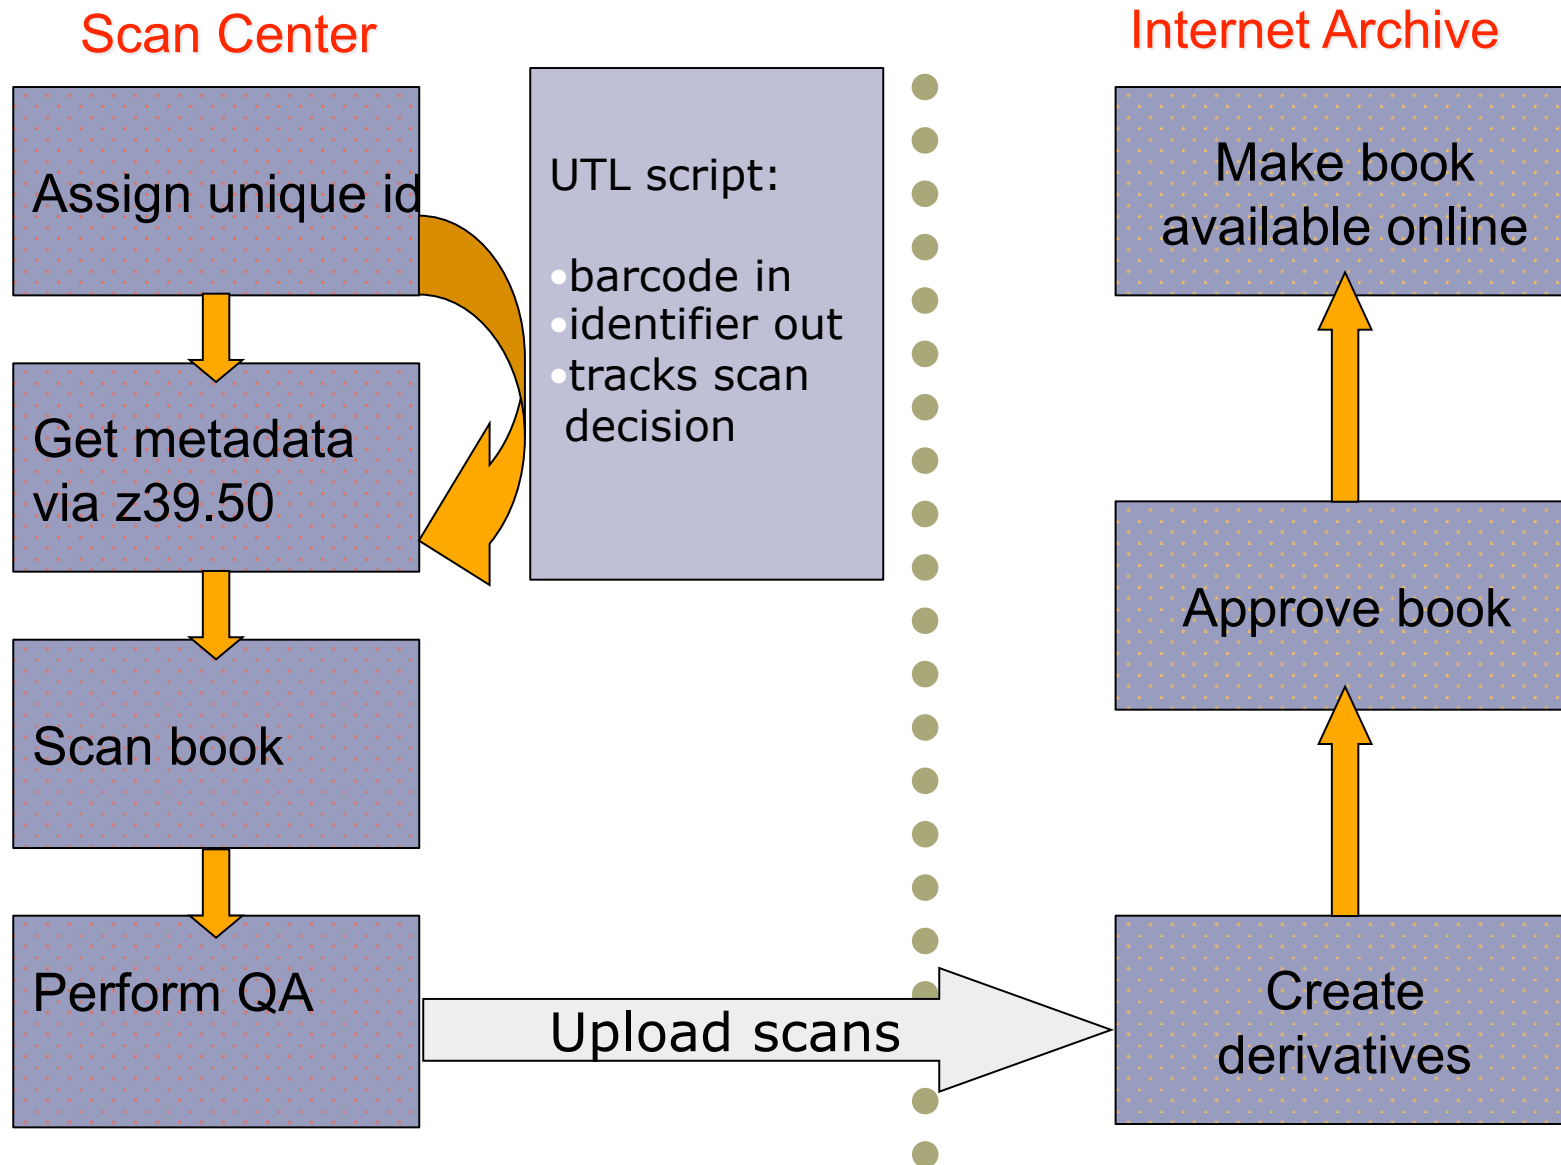 Scan Center
Assign unique id
Get metadata
via z39.50
Scan book
Perform QA
UTL script:
•barcode in
•identifier out
•tracks scan
decision
Upload scans
Internet Archive
Make book
available online
Approve book
Create
derivatives